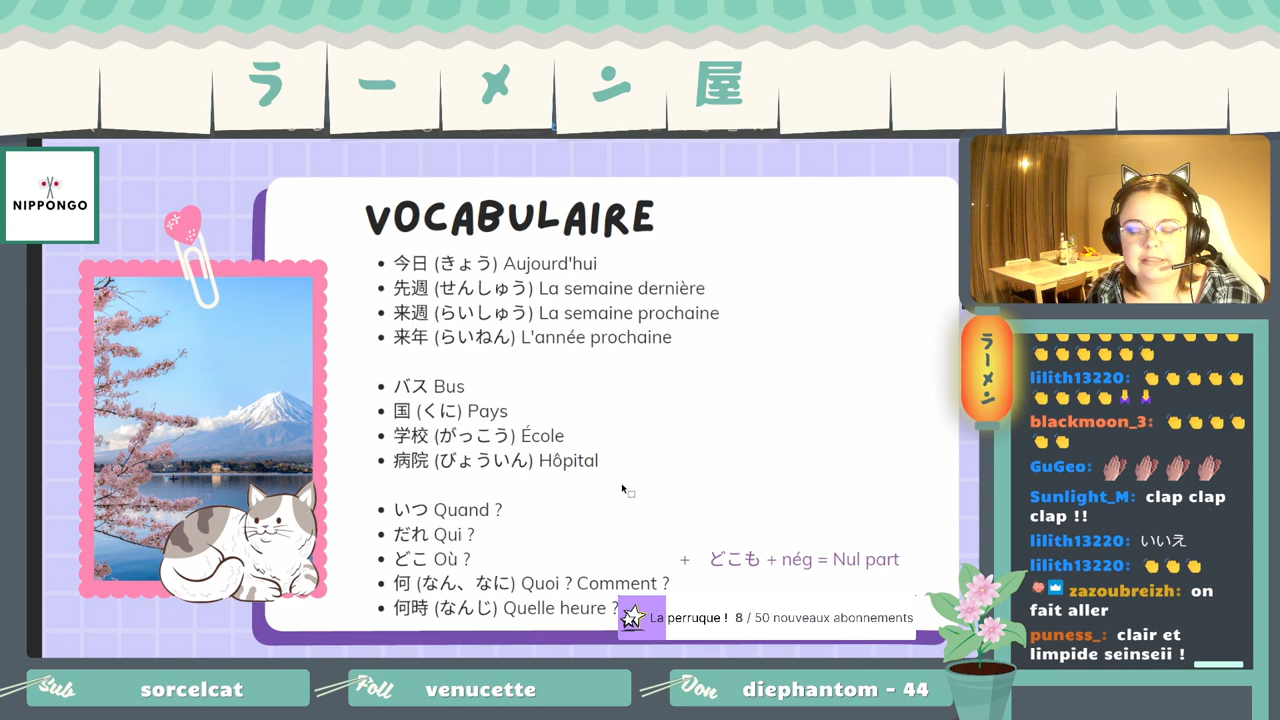 ラーメン屋
NIPPONGO
VOCABULAIRE
今日 (きょう) Aujourd'hui
先週 (せんしゅう) La semaine dernière
来週 (らいしゅう) La semaine prochaine
来年 (らいねん) L'année prochaine
バス Bus
国 (くに) Pays
学校 (がっこう) École
病院 (びょういん) Hôpital
いつ Quand ?
だれ Qui ?
どこ Où ?
+ どこも + nég = Nul part
何 (なん、なに) Quoi ? Comment ?
何時 (なんじ) Quelle heure ?
La perruque ! 8 / 50 nouveaux abonnements
ラーメン
lilith13220:
blackmoon_3:
GuGeo:
Sunlight_M: clap clap
clap !!
lilith13220: いいえ
lilith13220:
zazoubreizh: on
fait aller
puness_: clair et
limpide seinseii !
Sub sorcelcat
Foll venucette
Don diephantom - 44